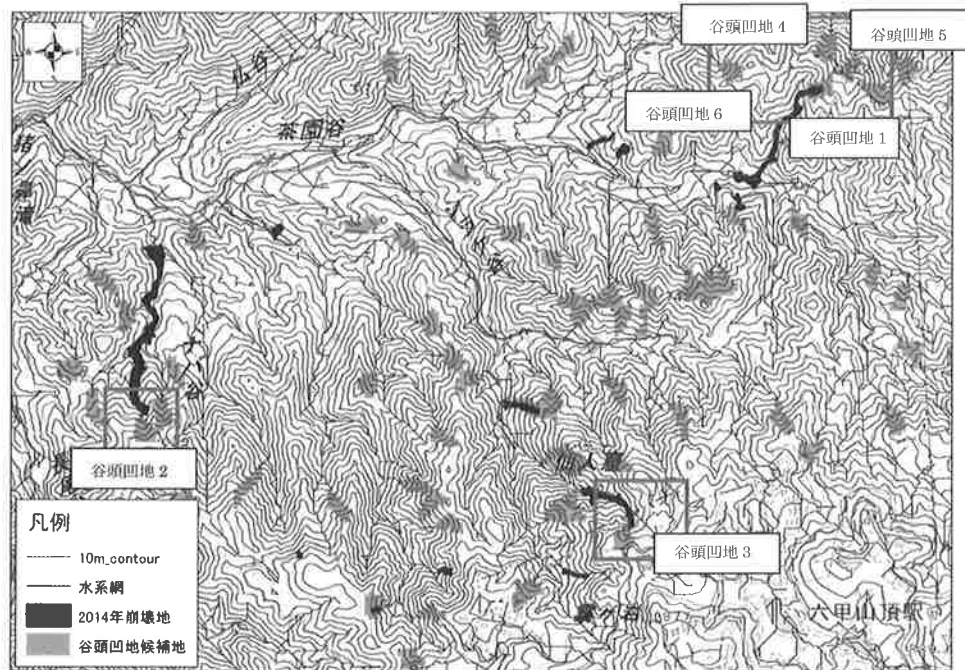 谷頭凹地 4
谷頭凹地 5
谷頭凹地 6
谷頭凹地 1
仏谷
茶園谷
谷頭凹地 2
谷頭凹地 3
六甲山頂駅
凡例
10m_contour
水系網
2014年崩壊地
谷頭凹地候補地